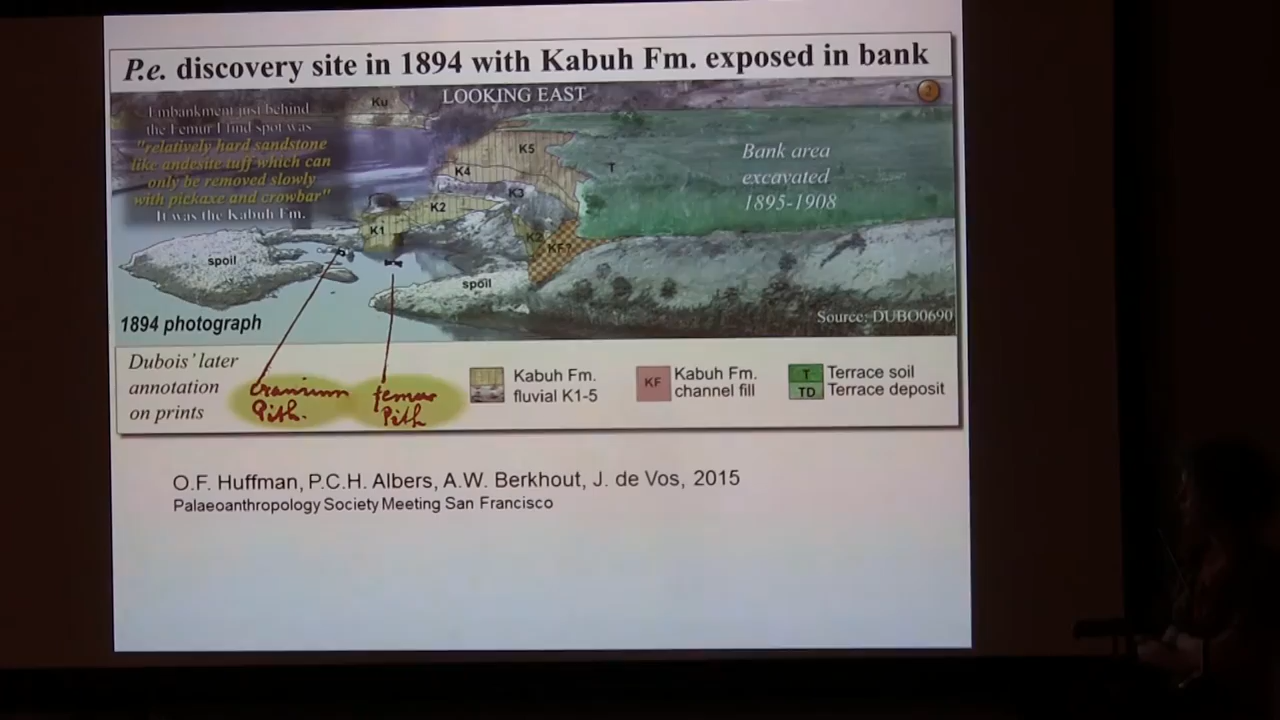 P.e. discovery site in 1894 with Kabuh Fm. exposed in bank
LOOKING EAST
2
Embankment just behind
the Femur I find spot was
"relatively hard sandstone
like andesite tuff which can
only be removed slowly
with pickaxe and crowbar"
It was the Kabuh Fm.
Ku
K5
K4
K3
K2
K1
K2
KF?
T
Bank area
excavated
1895-1908
spoil
spoil
1894 photograph
Source: DUBO0690
Dubois' later
annotation
on prints
cranium
Pith.
femur
Pith
Kabuh Fm.
fluvial K1-5
KF
Kabuh Fm.
channel fill
T
Terrace soil
TD
Terrace deposit
O.F. Huffman, P.C.H. Albers, A.W. Berkhout, J. de Vos, 2015
Palaeoanthropology Society Meeting San Francisco